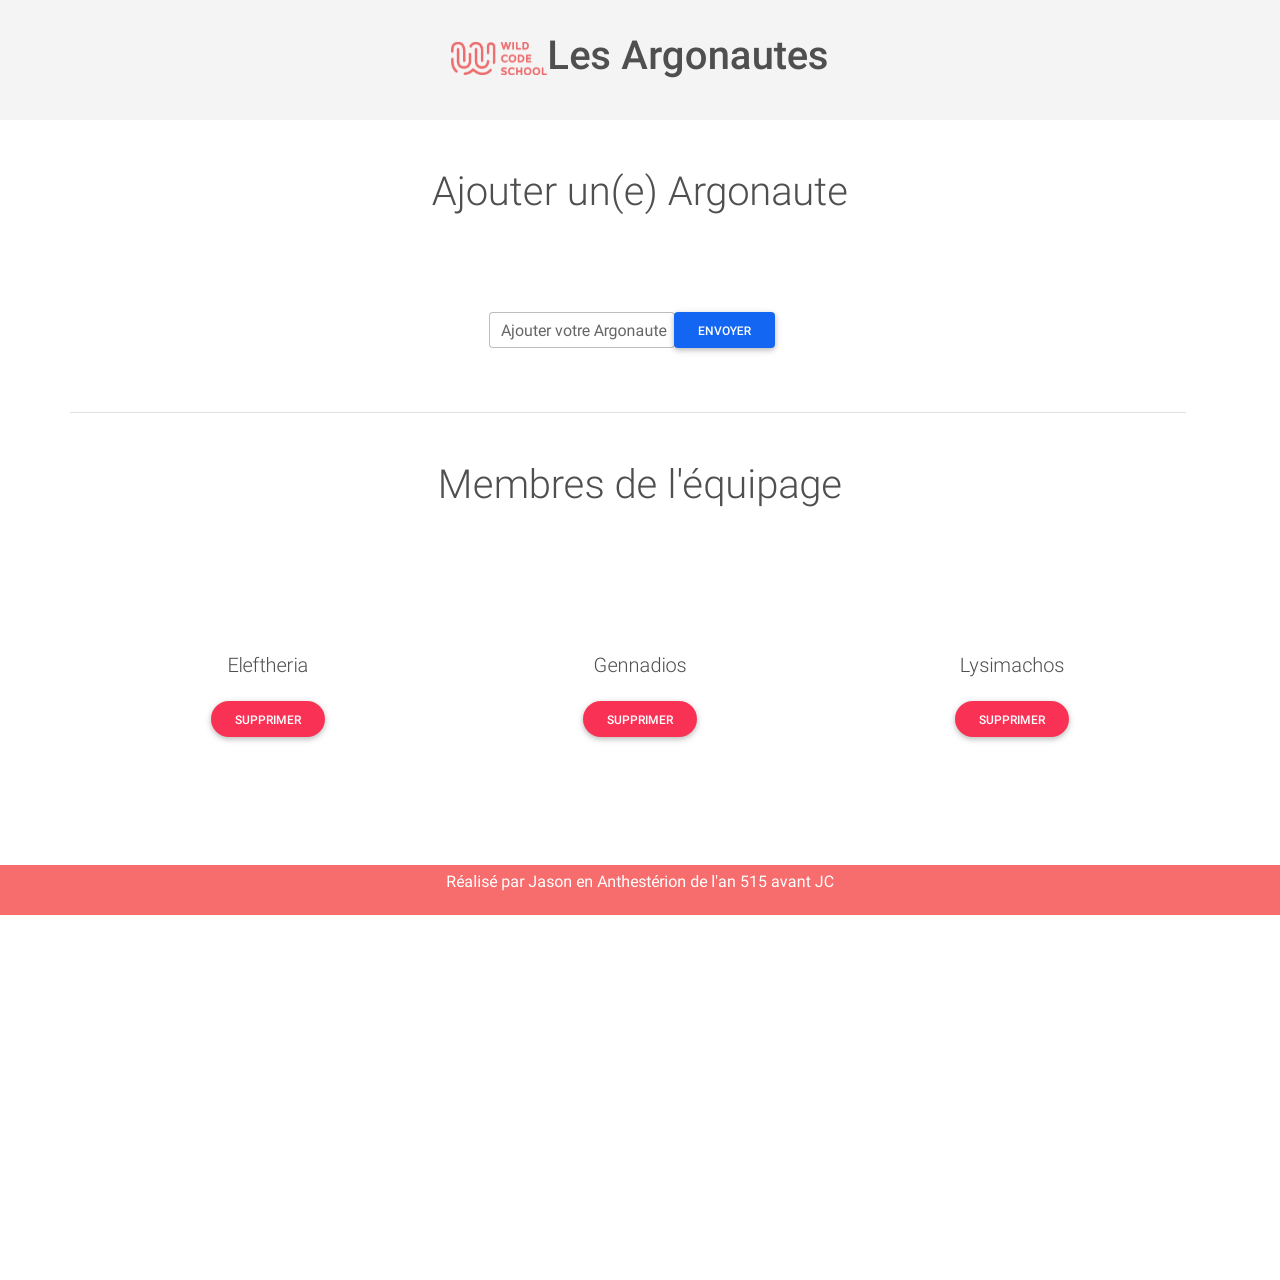 WILD
CODE
SCHOOL
Les Argonautes
Ajouter un(e) Argonaute
Ajouter votre Argonaute ENVOYER
Membres de l'équipage
Eleftheria Gennadios Lysimachos
SUPPRIMER SUPPRIMER SUPPRIMER
Réalisé par Jason en Anthestérion de l'an 515 avant JC